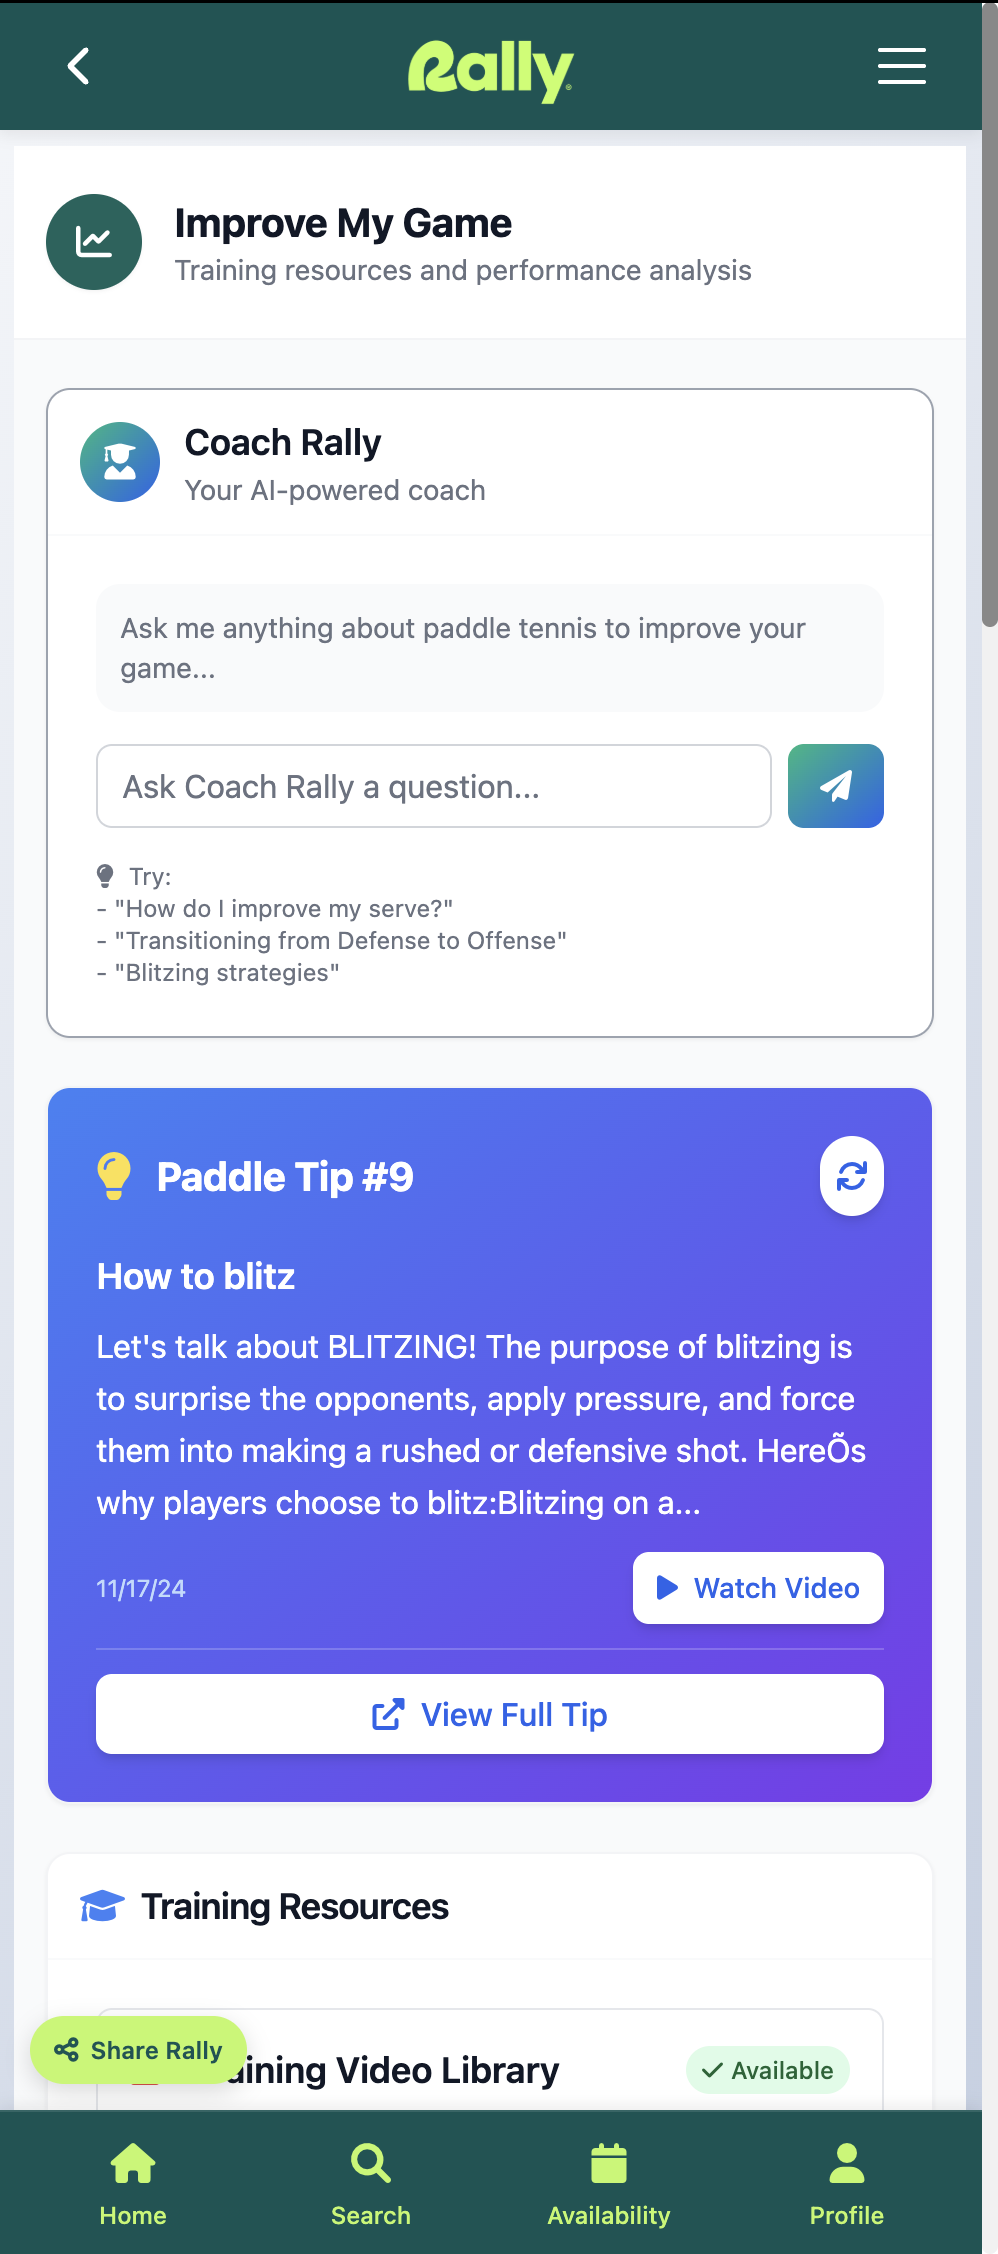 Rally
Improve My Game
Training resources and performance analysis
Coach Rally
Your AI-powered coach
Ask me anything about paddle tennis to improve your
game...
Ask Coach Rally a question...
Try:
- "How do I improve my serve?"
- "Transitioning from Defense to Offense"
- "Blitzing strategies"
Paddle Tip #9
How to blitz
Let's talk about BLITZING! The purpose of blitzing is
to surprise the opponents, apply pressure, and force
them into making a rushed or defensive shot. HereÕs
why players choose to blitz:Blitzing on a...
11/17/24
Watch Video
View Full Tip
Training Resources
Share Rally
aining Video Library
Available
Home
Search
Availability
Profile